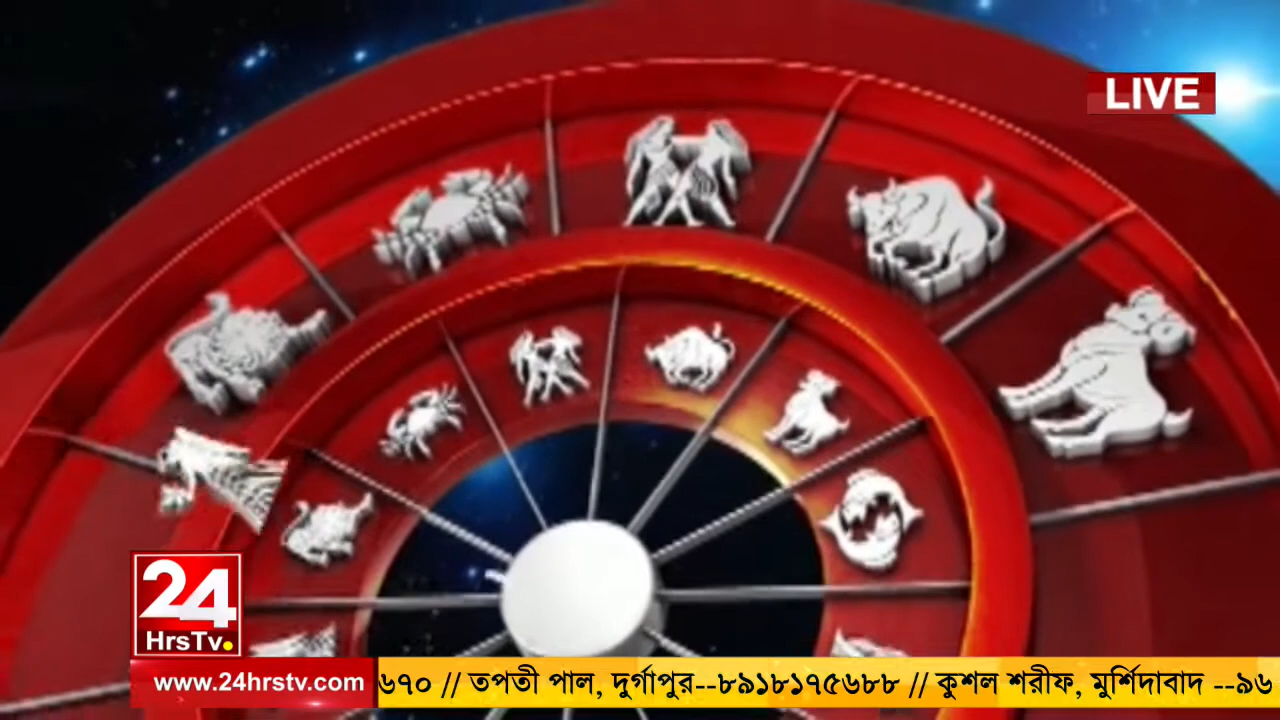 LIVE
24
HrsTv.
www.24hrstv.com
৬৭০ // তপতী পাল, দুর্গাপুর--৮৯১৮১৭৫৬৮৮ // কুশল শরীফ, মুর্শিদাবাদ --৯৬